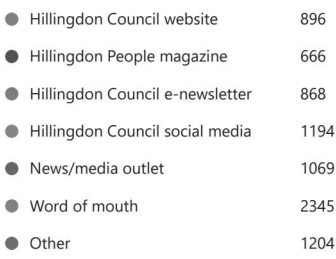 Hillingdon Council website 896
Hillingdon People magazine 666
Hillingdon Council e-newsletter 868
Hillingdon Council social media 1194
News/media outlet 1069
Word of mouth 2345
Other 1204